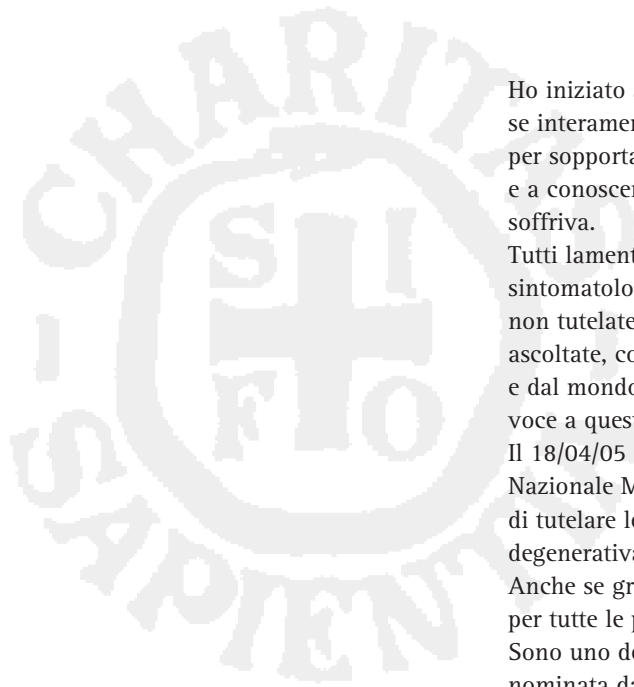 CHARITAS
SAPIENTI
S I
F O
Ho iniziato
se interamen
per sopporta
e a conoscer
soffriva.
Tutti lament
sintomatolo
non tutelate
ascoltate, co
e dal mondo
voce a quest
Il 18/04/05
Nazionale M
di tutelare l
degenerativa
Anche se gr
per tutte le p
Sono uno de
nominata da